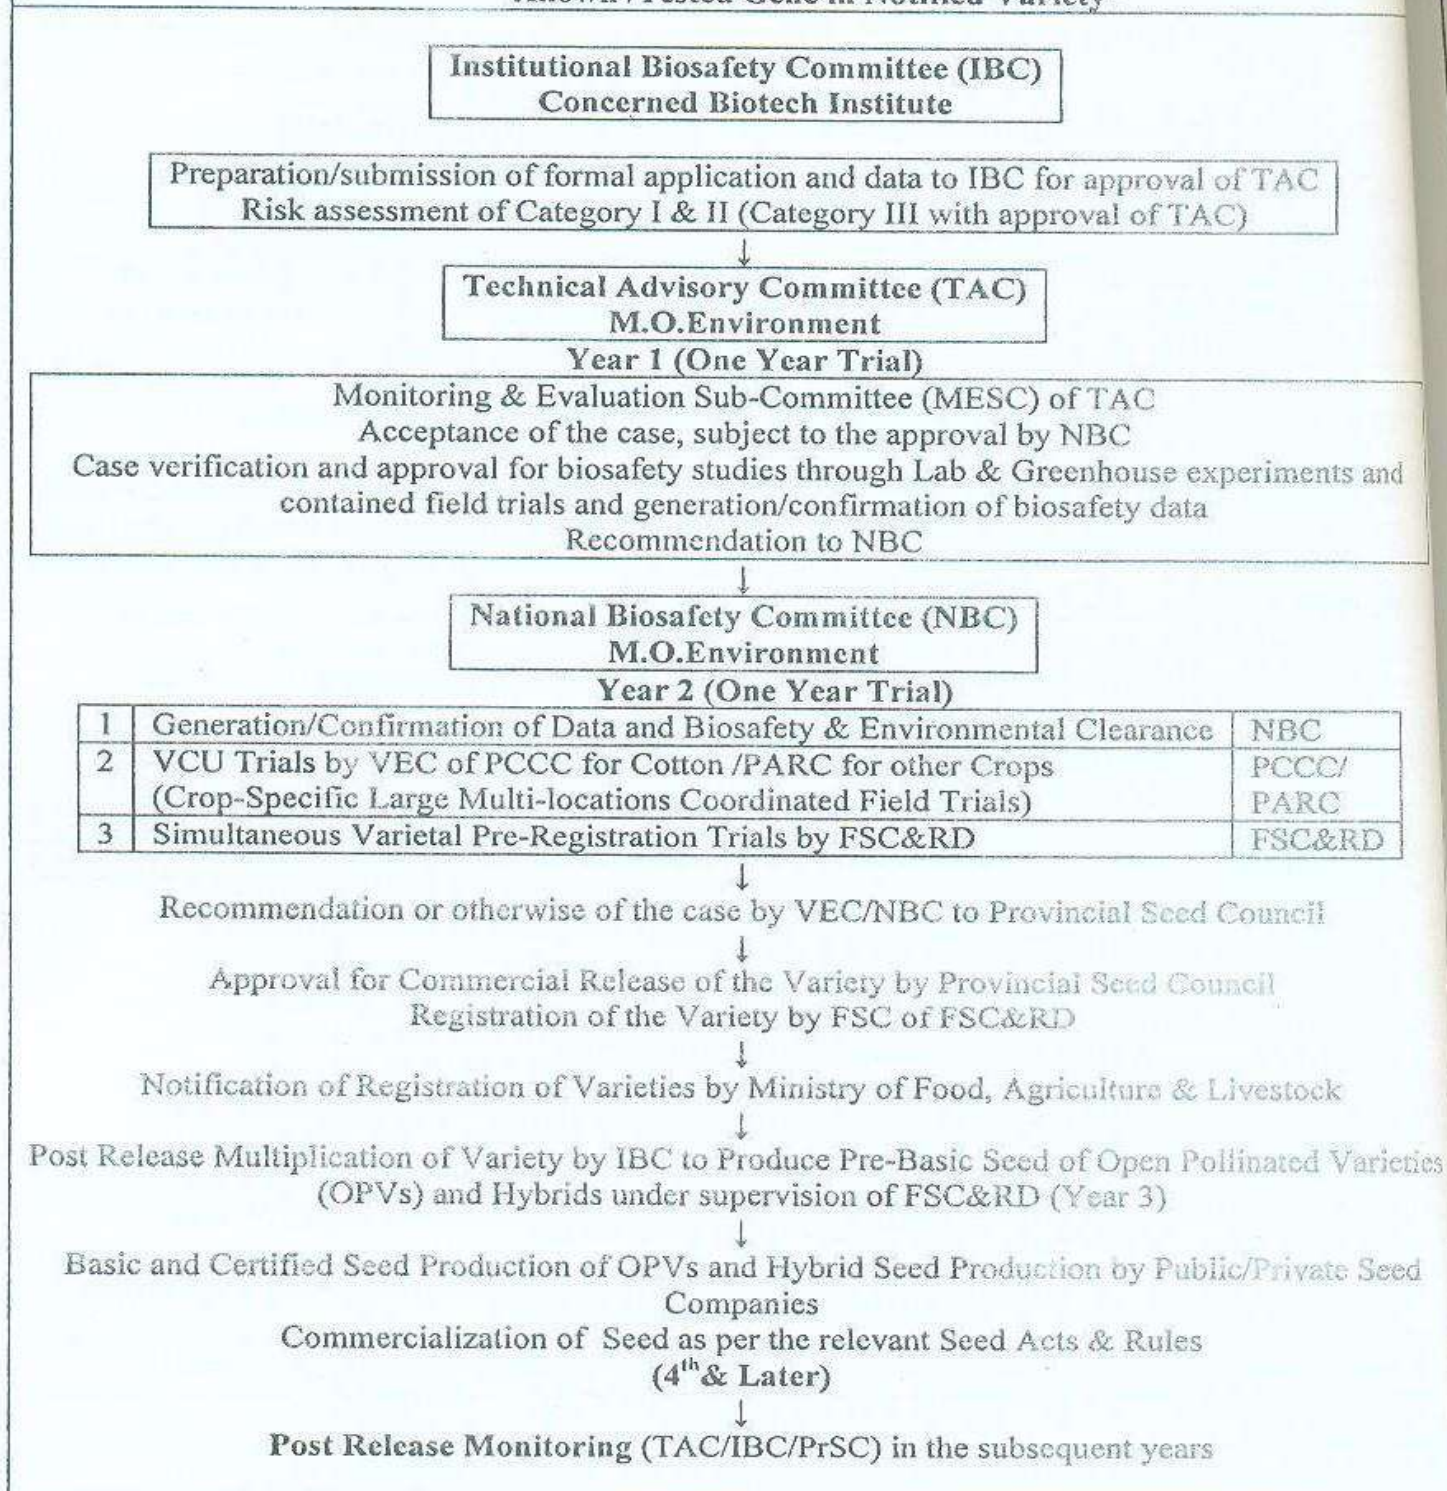 Known /Tested Gene in Notified Variety
Institutional Biosafety Committee (IBC)
Concerned Biotech Institute
Preparation/submission of formal application and data to IBC for approval of TAC
Risk assessment of Category I & II (Category III with approval of TAC)
↓
Technical Advisory Committee (TAC)
M.O.Environment
Year 1 (One Year Trial)
Monitoring & Evaluation Sub-Committee (MESC) of TAC
Acceptance of the case, subject to the approval by NBC
Case verification and approval for biosafety studies through Lab & Greenhouse experiments and
contained field trials and generation/confirmation of biosafety data
Recommendation to NBC
↓
National Biosafety Committee (NBC)
M.O.Environment
Year 2 (One Year Trial)
1 Generation/Confirmation of Data and Biosafety & Environmental Clearance NBC
2 VCU Trials by VEC of PCCC for Cotton /PARC for other Crops PCCC/
(Crop-Specific Large Multi-locations Coordinated Field Trials) PARC
3 Simultaneous Varietal Pre-Registration Trials by FSC&RD FSC&RD
↓
Recommendation or otherwise of the case by VEC/NBC to Provincial Seed Council
↓
Approval for Commercial Release of the Variety by Provincial Seed Council
Registration of the Variety by FSC of FSC&RD
↓
Notification of Registration of Varieties by Ministry of Food, Agriculture & Livestock
↓
Post Release Multiplication of Variety by IBC to Produce Pre-Basic Seed of Open Pollinated Varieties
(OPVs) and Hybrids under supervision of FSC&RD (Year 3)
↓
Basic and Certified Seed Production of OPVs and Hybrid Seed Production by Public/Private Seed
Companies
Commercialization of Seed as per the relevant Seed Acts & Rules
(4th & Later)
↓
Post Release Monitoring (TAC/IBC/PrSC) in the subsequent years